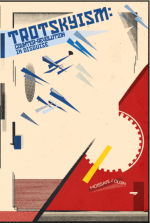 TROTSKYISM:
COUNTER-REVOLUTION
IN DISGUISE
MOISSAYE J. OLGIN